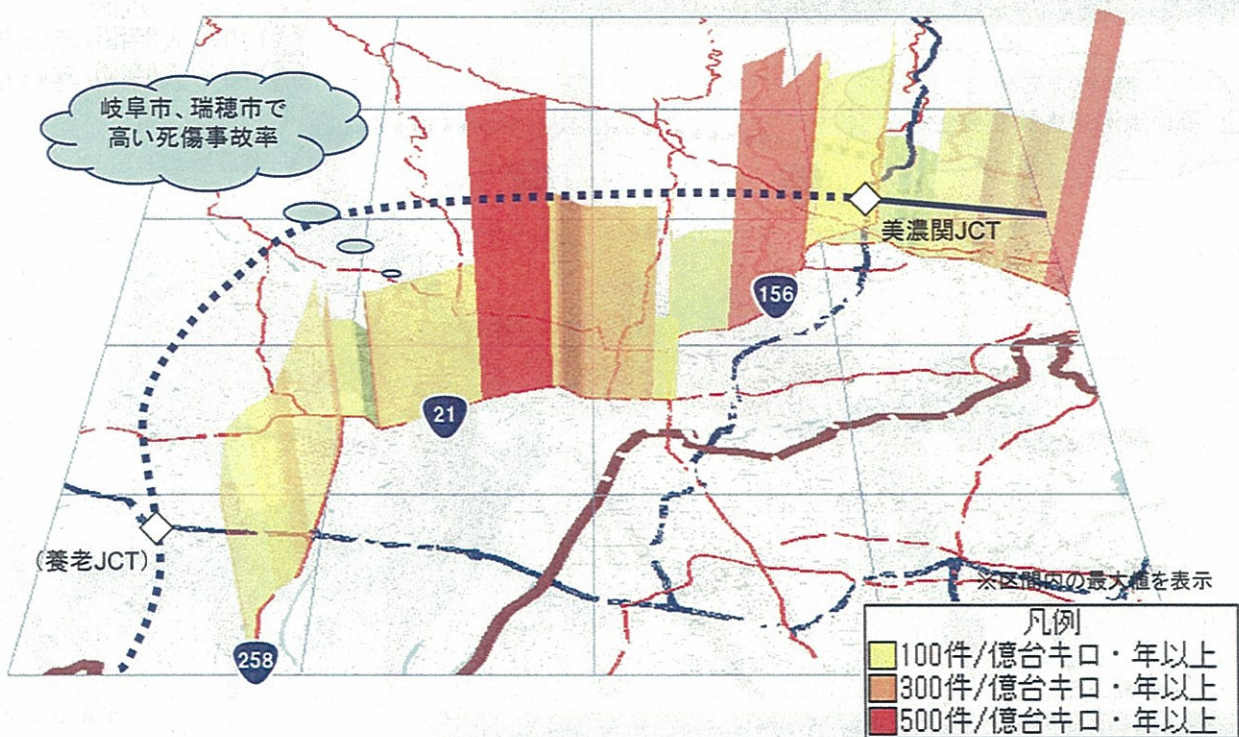 岐阜市、瑞穂市で
高い死傷事故率
美濃関JCT
156
21
(養老JCT)
258
※区間内の最大値を表示
凡例
100件/億台キロ・年以上
300件/億台キロ・年以上
500件/億台キロ・年以上